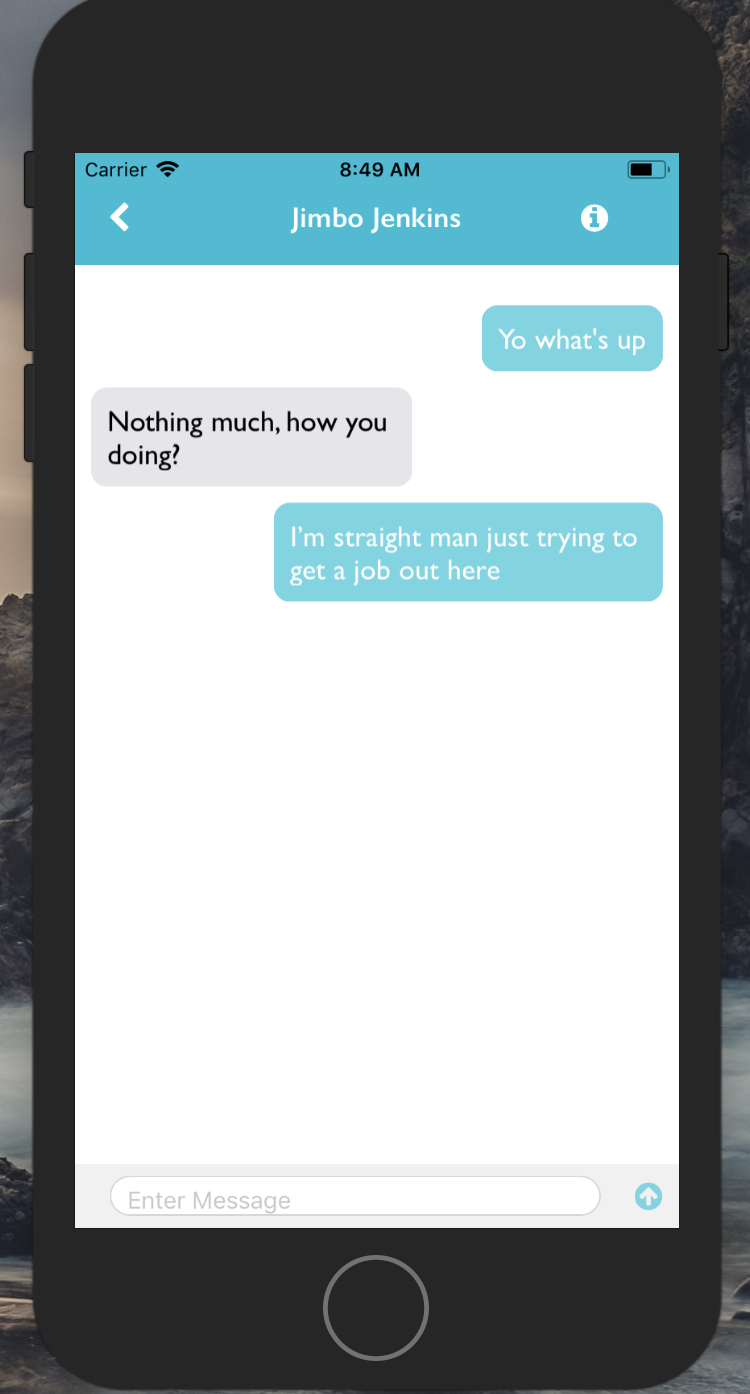 Carrier 8:49 AM
Jimbo Jenkins
Yo what's up
Nothing much, how you
doing?
I'm straight man just trying to
get a job out here
Enter Message